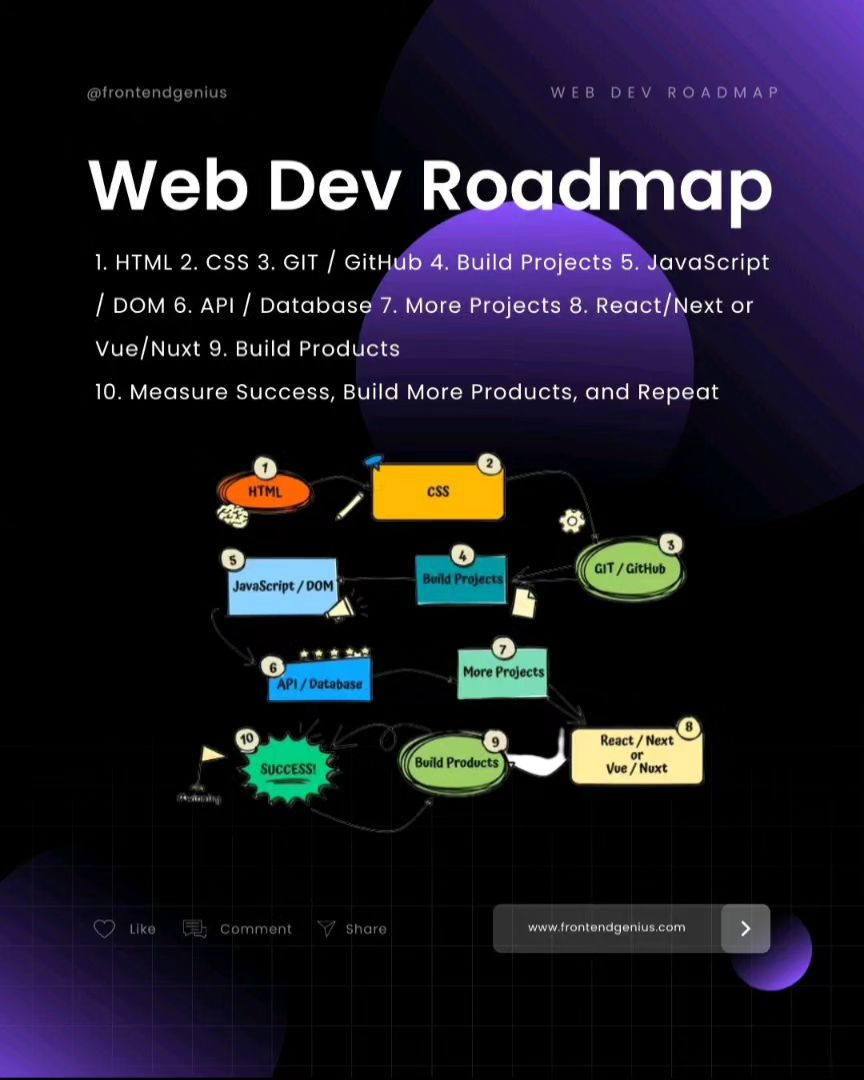 @frontendgenius
WEB DEV ROADMAP
Web Dev Roadmap
1. HTML 2. CSS 3. GIT / GitHub 4. Build Projects 5. JavaScript
/ DOM 6. API / Database 7. More Projects 8. React/Next or
Vue/Nuxt 9. Build Products
10. Measure Success, Build More Products, and Repeat
1
HTML
2
CSS
3
GIT / GitHub
4
Build Projects
5
JavaScript / DOM
6
API / Database
7
More Projects
8
React / Next
or
Vue / Nuxt
9
Build Products
10
SUCCESS!
Like
Comment
Share
www.frontendgenius.com